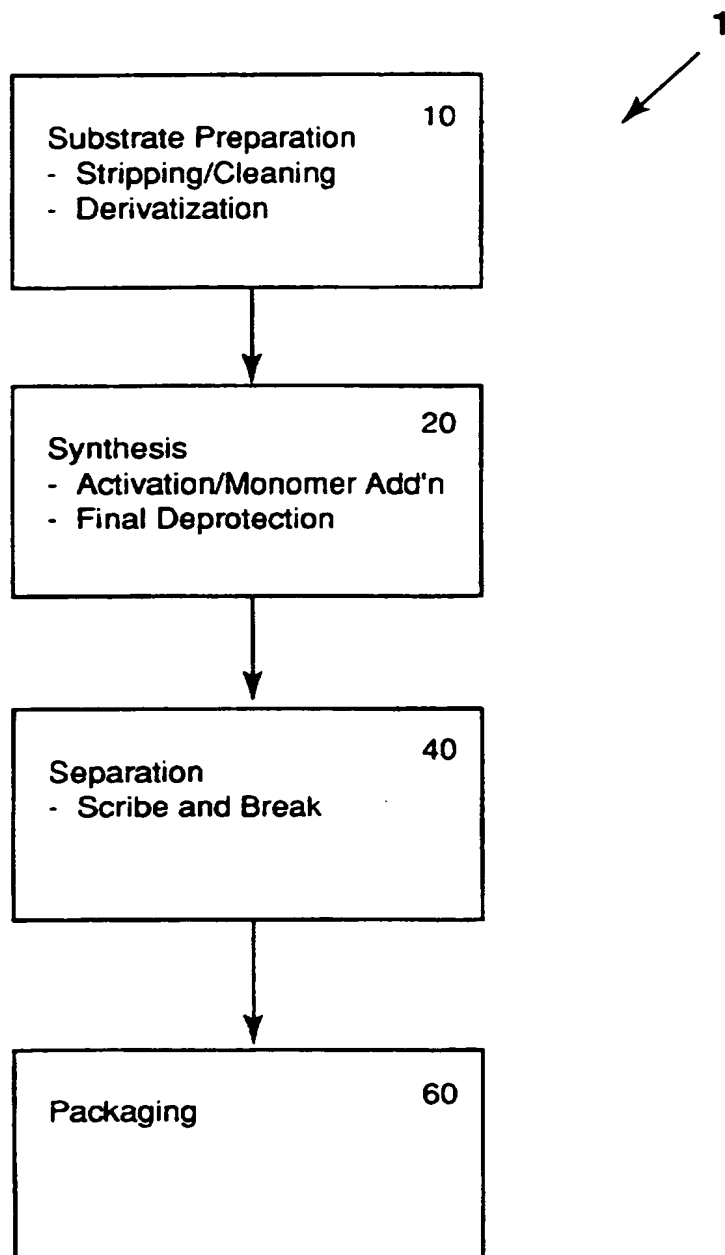 1
10
Substrate Preparation
- Stripping/Cleaning
- Derivatization
20
Synthesis
- Activation/Monomer Add'n
- Final Deprotection
40
Separation
- Scribe and Break
60
Packaging